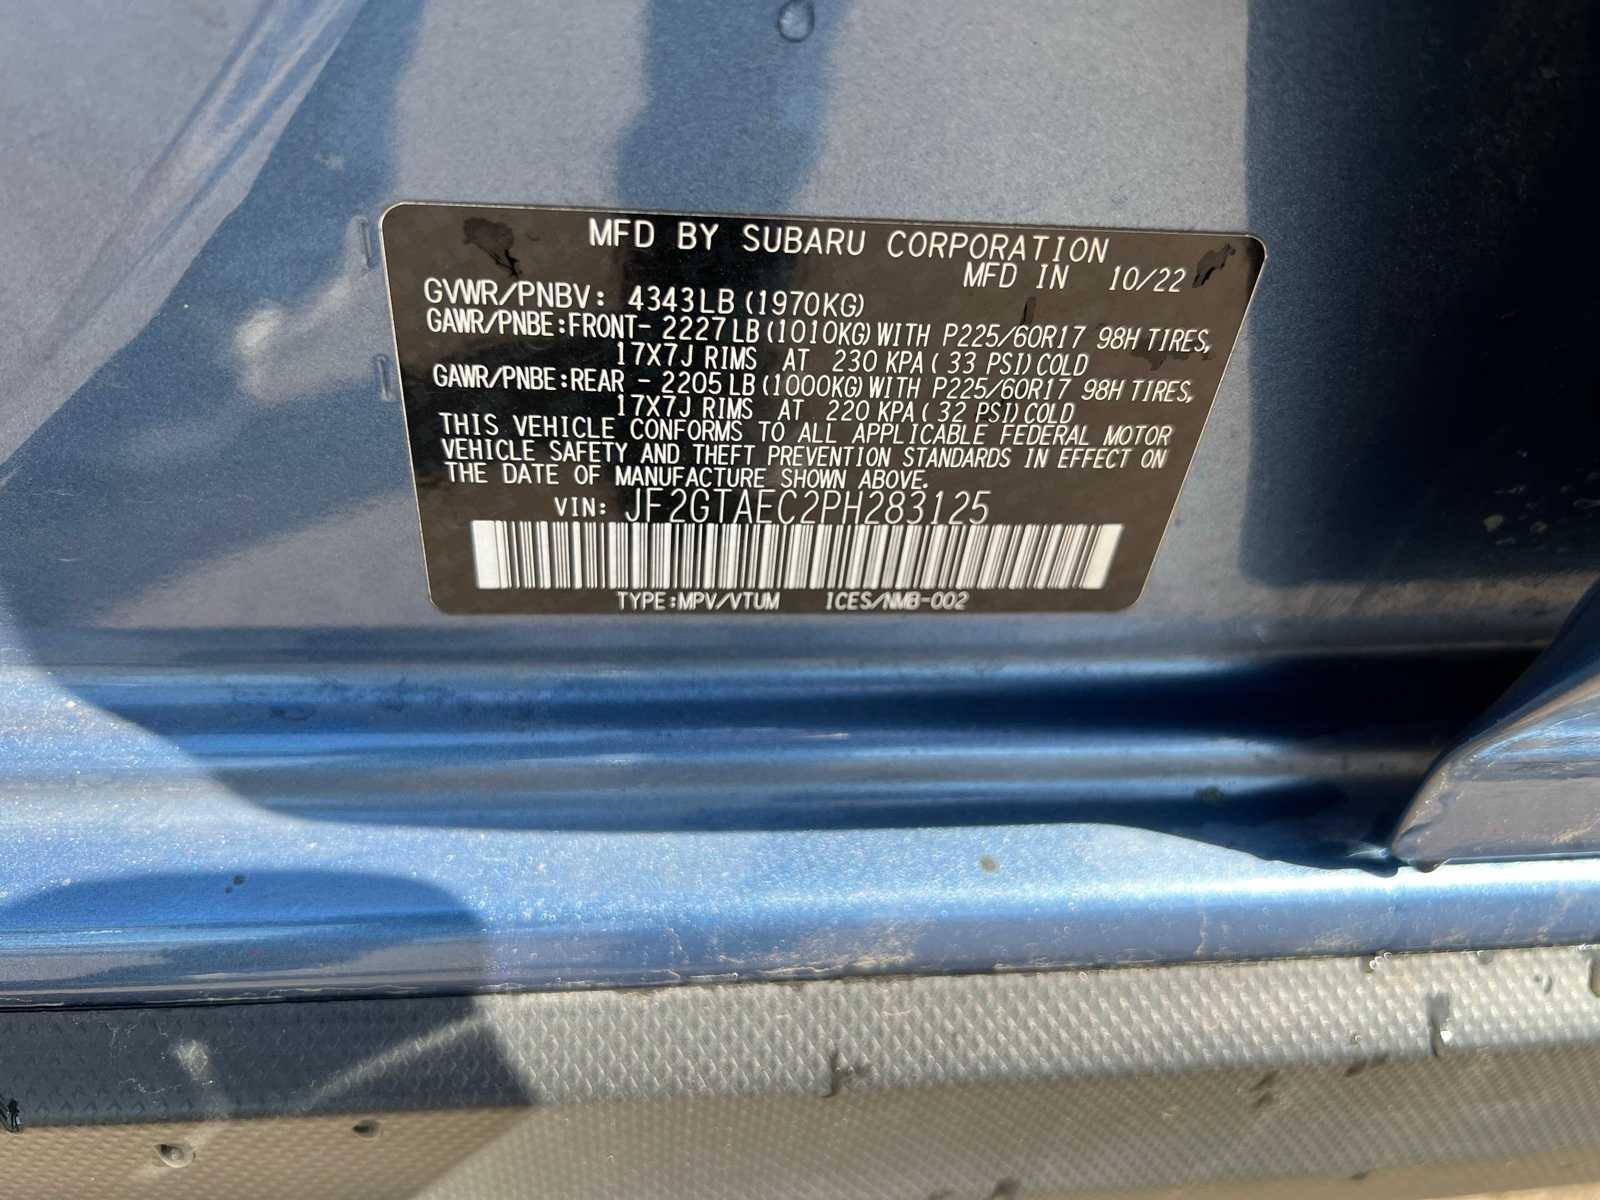 MFD BY SUBARU CORPORATION
MFD IN 10/22
GVWR/PNBV: 4343LB (1970KG)
GAWR/PNBE:FRONT- 2227LB (1010KG) WITH P225/60R17 98H TIRES,
17X7J RIMS AT 230 KPA ( 33 PSI) COLD
GAWR/PNBE:REAR - 2205LB (1000KG) WITH P225/60R17 98H TIRES,
17X7J RIMS AT 220 KPA ( 32 PSI) COLD
THIS VEHICLE CONFORMS TO ALL APPLICABLE FEDERAL MOTOR
VEHICLE SAFETY AND THEFT PREVENTION STANDARDS IN EFFECT ON
THE DATE OF MANUFACTURE SHOWN ABOVE.
VIN: JF2GTAEC2PH283125
TYPE:MPV/VTUM ICES/NMB-002